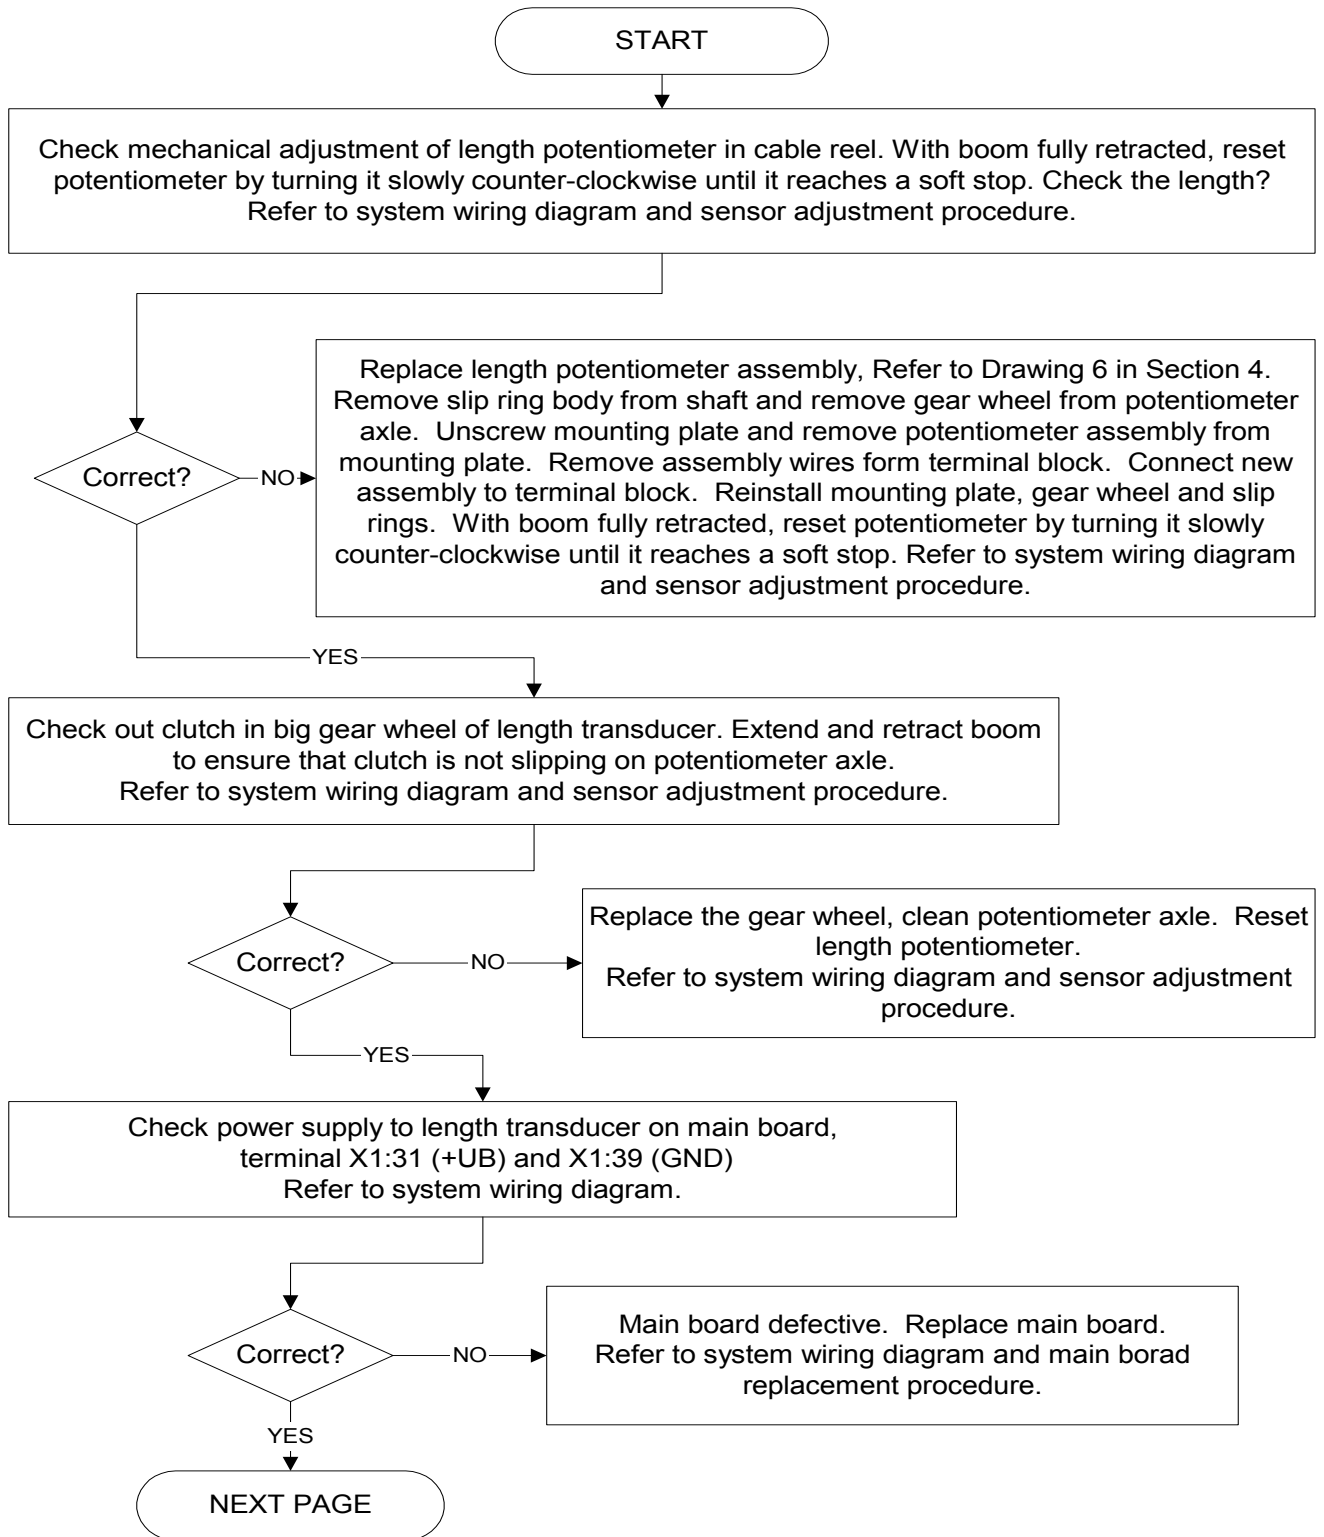 START
Check mechanical adjustment of length potentiometer in cable reel. With boom fully retracted, reset
potentiometer by turning it slowly counter-clockwise until it reaches a soft stop. Check the length?
Refer to system wiring diagram and sensor adjustment procedure.
Replace length potentiometer assembly, Refer to Drawing 6 in Section 4.
Remove slip ring body from shaft and remove gear wheel from potentiometer
axle.  Unscrew mounting plate and remove potentiometer assembly from
mounting plate.  Remove assembly wires form terminal block.  Connect new
assembly to terminal block.  Reinstall mounting plate, gear wheel and slip
rings.  With boom fully retracted, reset potentiometer by turning it slowly
counter-clockwise until it reaches a soft stop. Refer to system wiring diagram
and sensor adjustment procedure.
Correct?
NO
YES
Check out clutch in big gear wheel of length transducer. Extend and retract boom
to ensure that clutch is not slipping on potentiometer axle.
Refer to system wiring diagram and sensor adjustment procedure.
Replace the gear wheel, clean potentiometer axle.  Reset
length potentiometer.
Refer to system wiring diagram and sensor adjustment
procedure.
Correct?
NO
YES
Check power supply to length transducer on main board,
terminal X1:31 (+UB) and X1:39 (GND)
Refer to system wiring diagram.
Main board defective.  Replace main board.
Refer to system wiring diagram and main borad
replacement procedure.
Correct?
NO
YES
NEXT PAGE